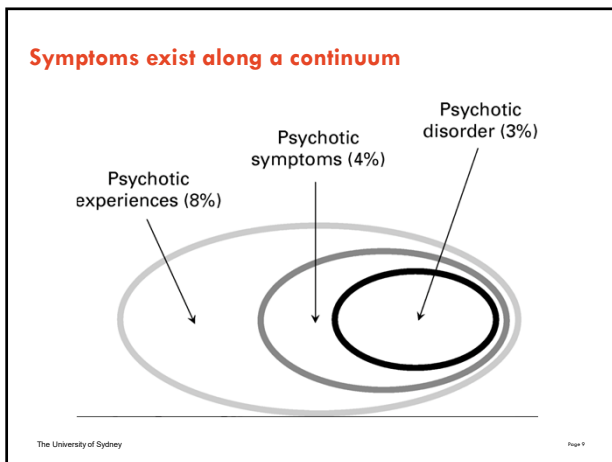 Symptoms exist along a continuum
Psychotic
disorder (3%)
Psychotic
symptoms (4%)
Psychotic
experiences (8%)
The University of Sydney
Page 9